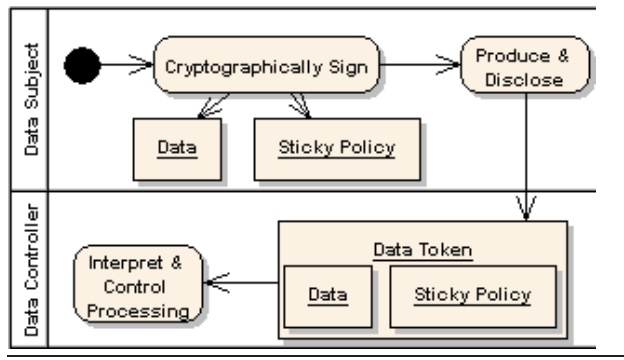 Data Subject
Cryptographically Sign
Produce &
Disclose
Data
Sticky Policy
Data Controller
Data Token
Interpret &
Control
Processing
Data
Sticky Policy